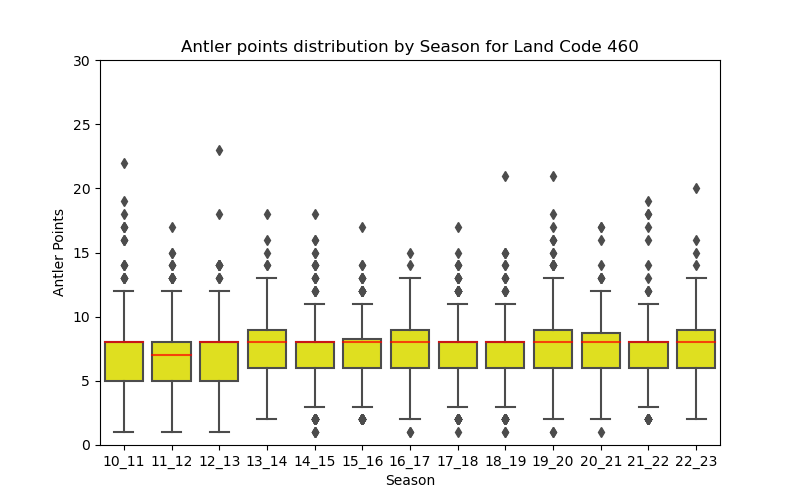 Antler points distribution by Season for Land Code 460
30
25
20
15
10
5
0
Antler Points
10_11 11_12 12_13 13_14 14_15 15_16 16_17 17_18 18_19 19_20 20_21 21_22 22_23
Season